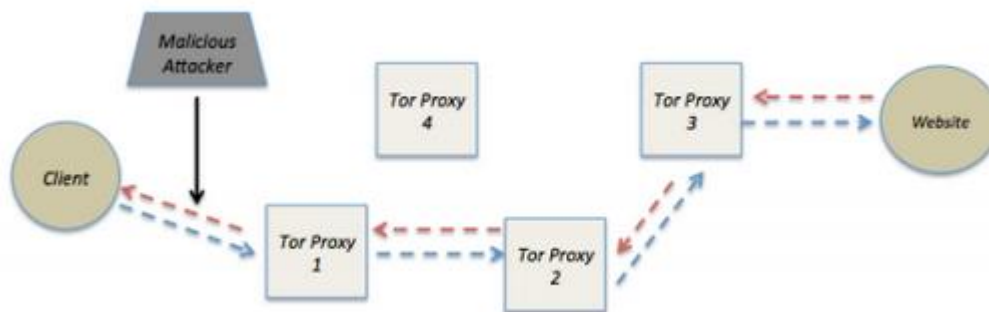 Malicious
Attacker
Tor Proxy
4
Tor Proxy
3
Website
Client
Tor Proxy
1
Tor Proxy
2